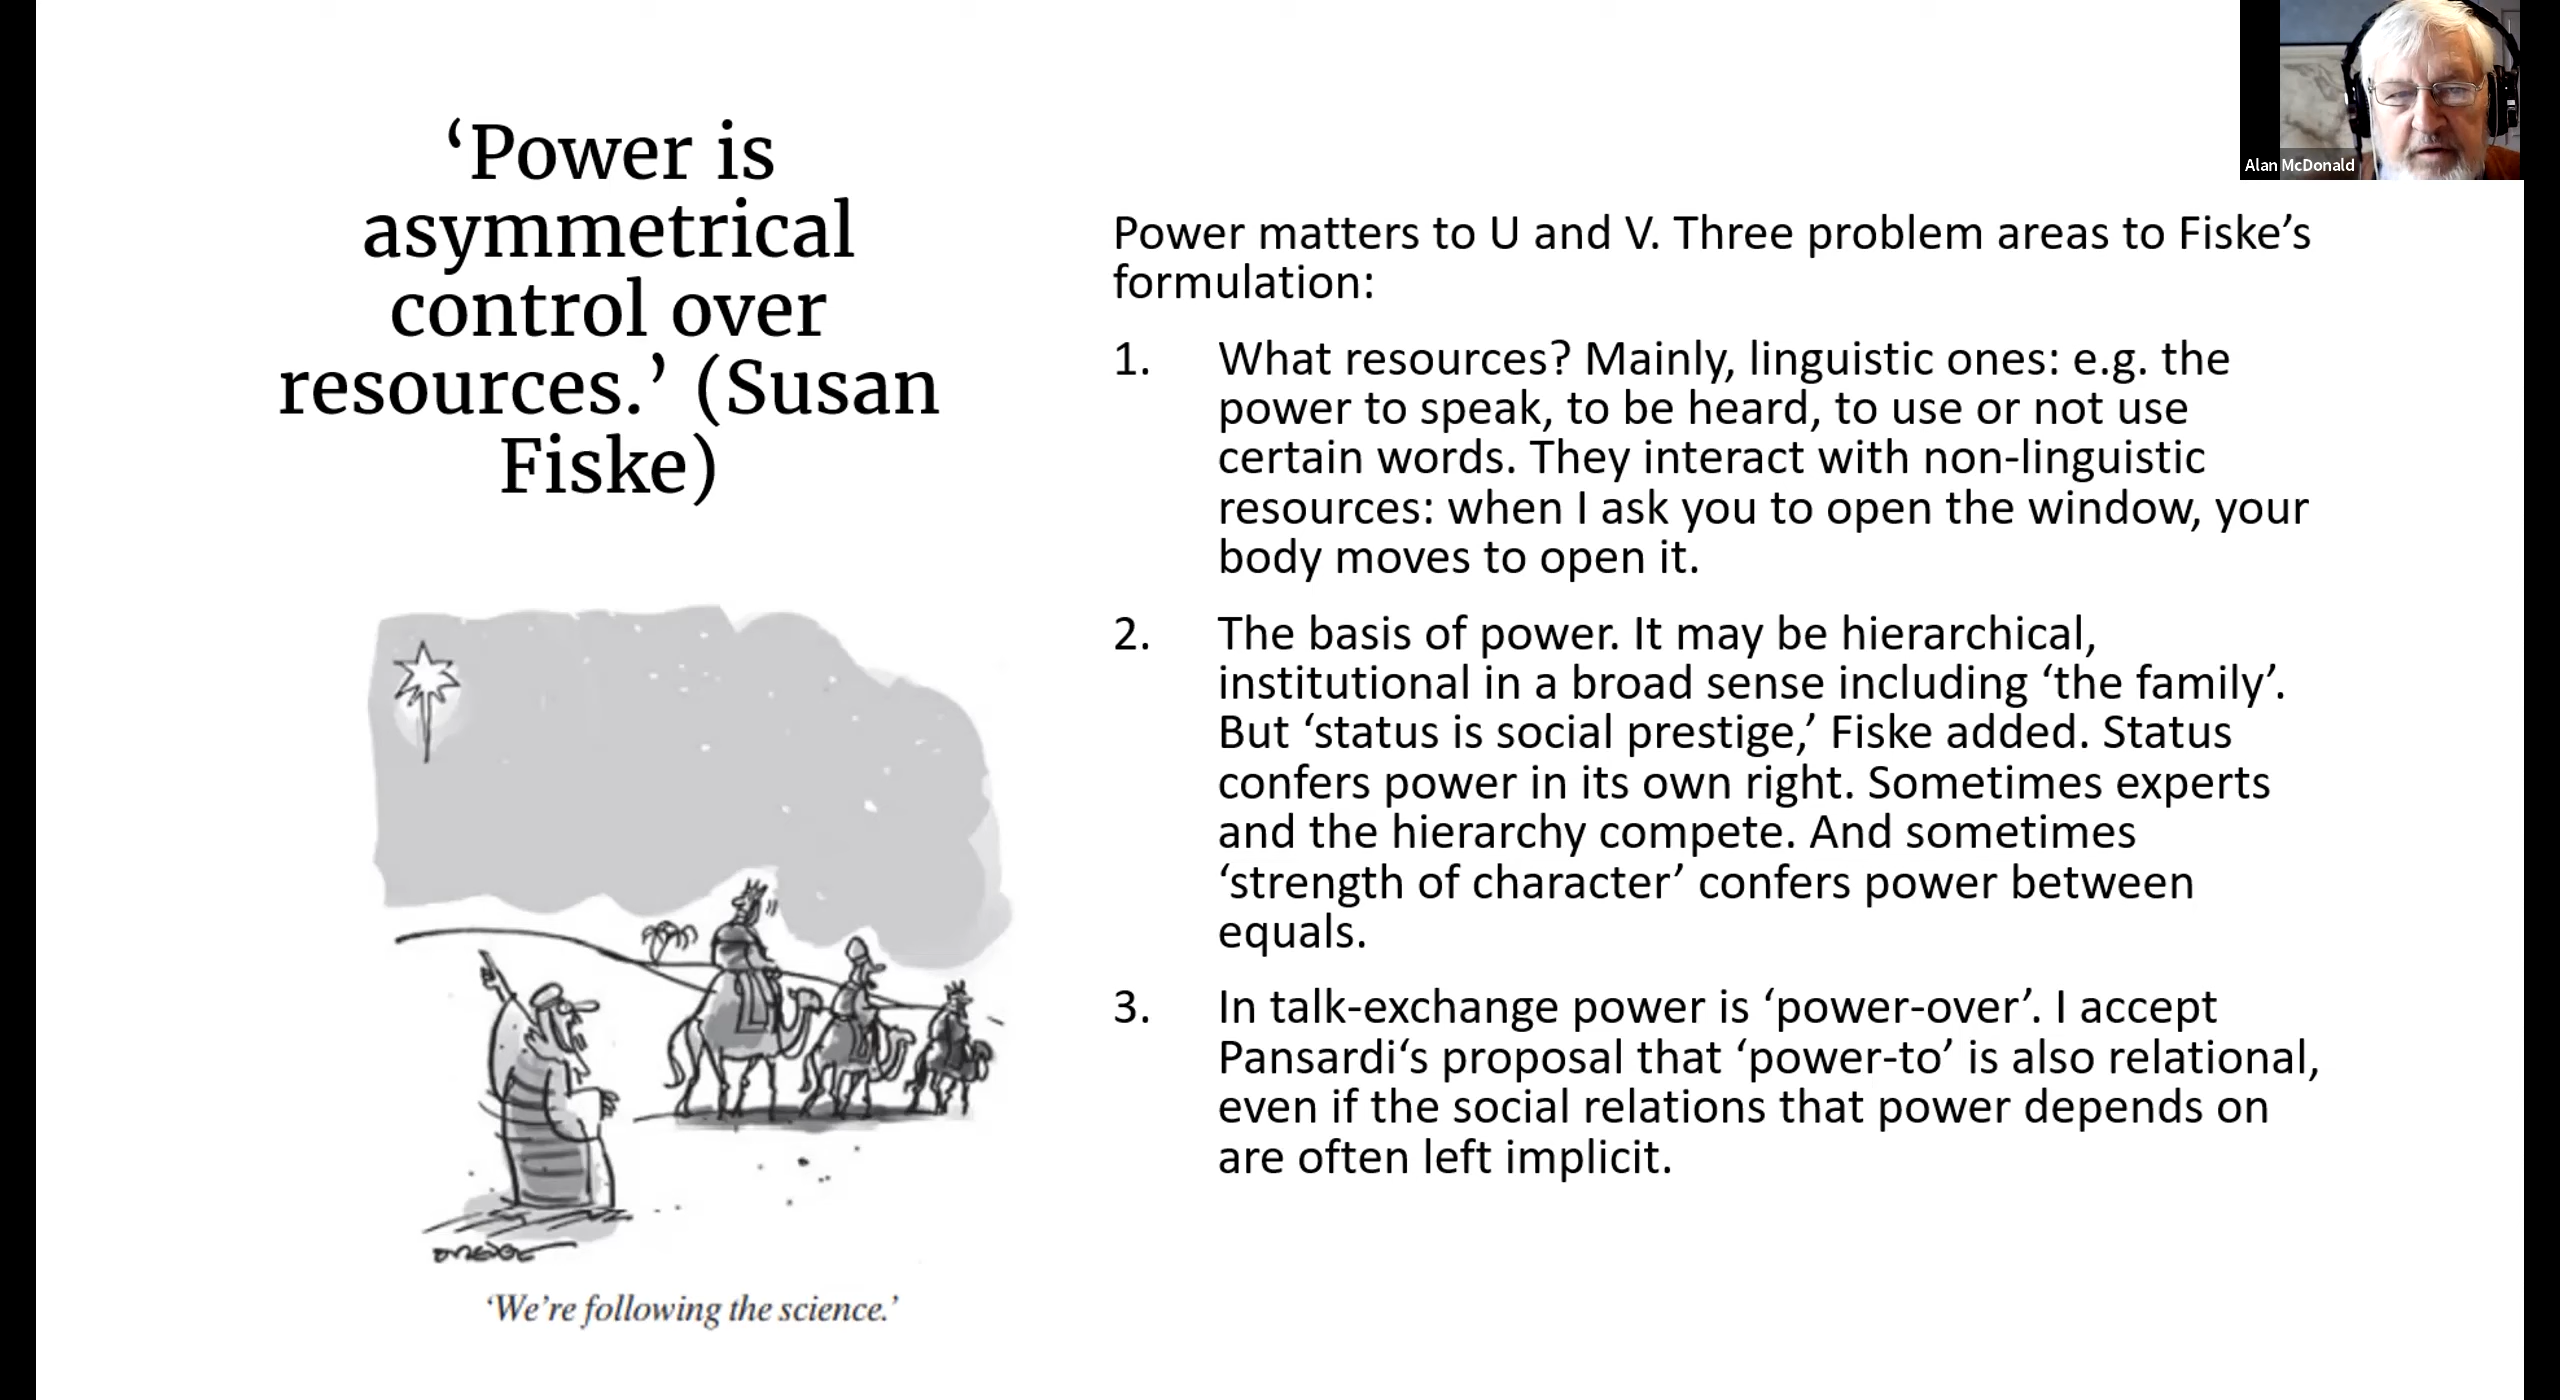 ‘Power is
asymmetrical
control over
resources.’ (Susan
Fiske)
‘We’re following the science.’
Power matters to U and V. Three problem areas to Fiske’s
formulation:
1. What resources? Mainly, linguistic ones: e.g. the
power to speak, to be heard, to use or not use
certain words. They interact with non-linguistic
resources: when I ask you to open the window, your
body moves to open it.
2. The basis of power. It may be hierarchical,
institutional in a broad sense including ‘the family’.
But ‘status is social prestige,’ Fiske added. Status
confers power in its own right. Sometimes experts
and the hierarchy compete. And sometimes
‘strength of character’ confers power between
equals.
3. In talk-exchange power is ‘power-over’. I accept
Pansardi‘s proposal that ‘power-to’ is also relational,
even if the social relations that power depends on
are often left implicit.
Alan McDonald